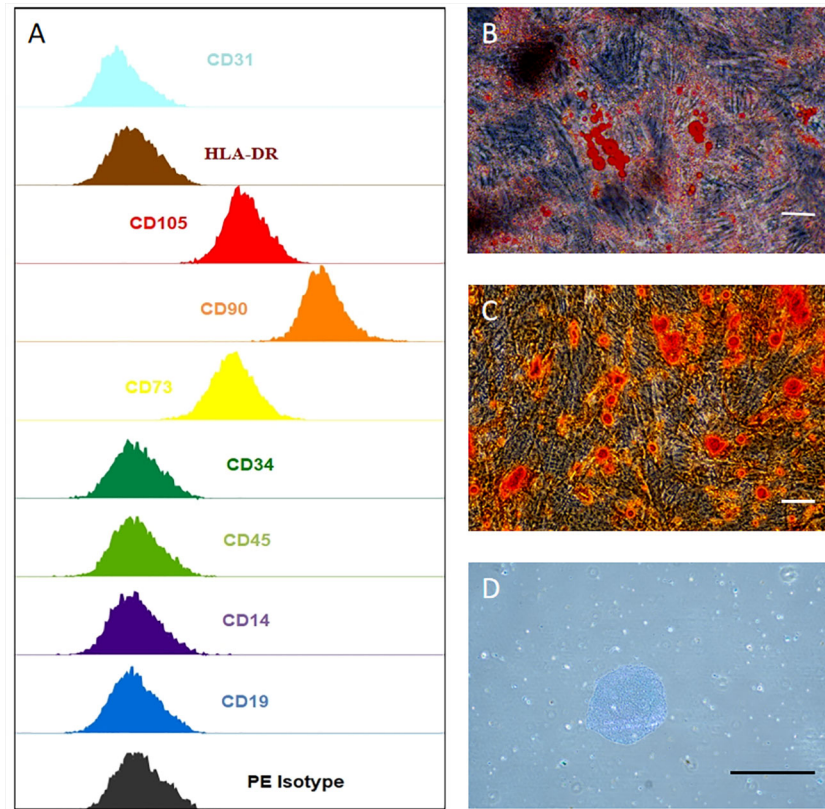 A
CD31
HLA-DR
CD105
CD90
CD73
CD34
CD45
CD14
CD19
PE Isotype
B
C
D